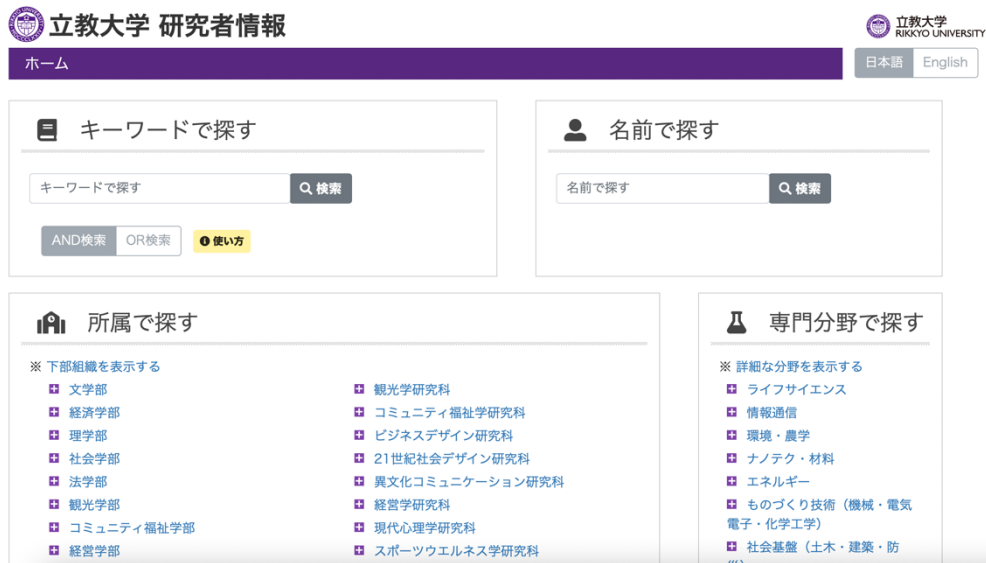 立教大学 研究者情報
立教大学
RIKKYO UNIVERSITY
ホーム
日本語 English
キーワードで探す
キーワードで探す 検索
AND検索 OR検索 使い方
名前で探す
名前で探す 検索
所属で探す
※ 下部組織を表示する
文学部
経済学部
理学部
社会学部
法学部
観光学部
コミュニティ福祉学部
経営学部
観光学研究科
コミュニティ福祉学研究科
ビジネスデザイン研究科
21世紀社会デザイン研究科
異文化コミュニケーション研究科
経営学研究科
現代心理学研究科
スポーツウエルネス学研究科
専門分野で探す
※ 詳細な分野を表示する
ライフサイエンス
情報通信
環境・農学
ナノテク・材料
エネルギー
ものづくり技術（機械・電気
電子・化学工学）
社会基盤（土木・建築・防